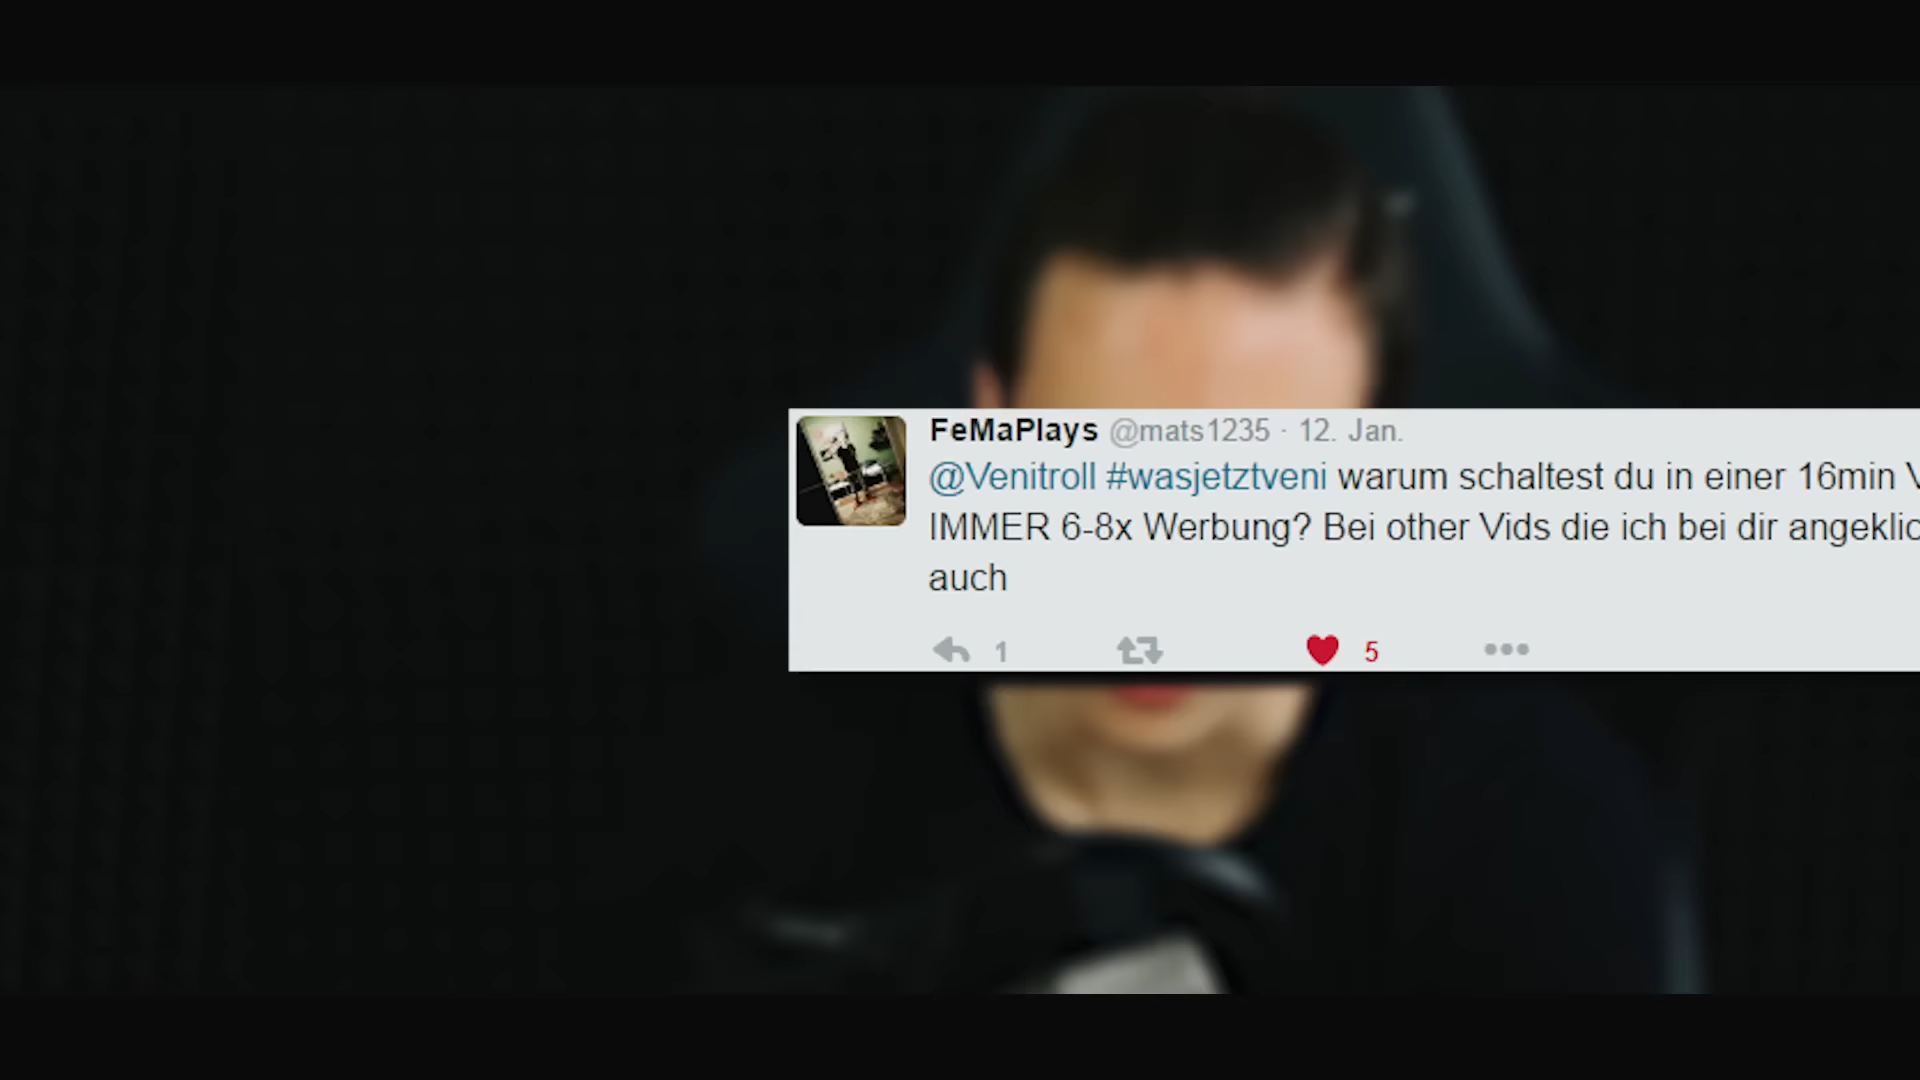 FeMaPlays @mats1235 · 12. Jan.
@Venitroll #wasjetztveni warum schaltest du in einer 16min
IMMER 6-8x Werbung? Bei other Vids die ich bei dir
auch
1 5